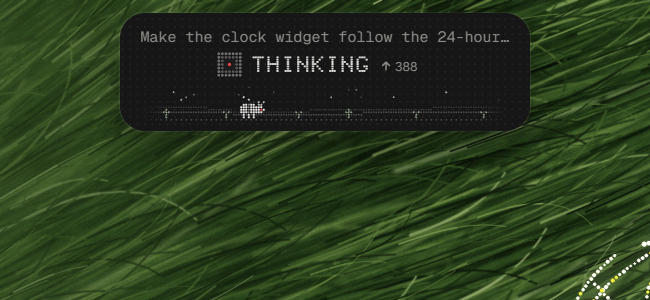 Make the clock widget follow the 24-hour…
THINKING ↑ 388